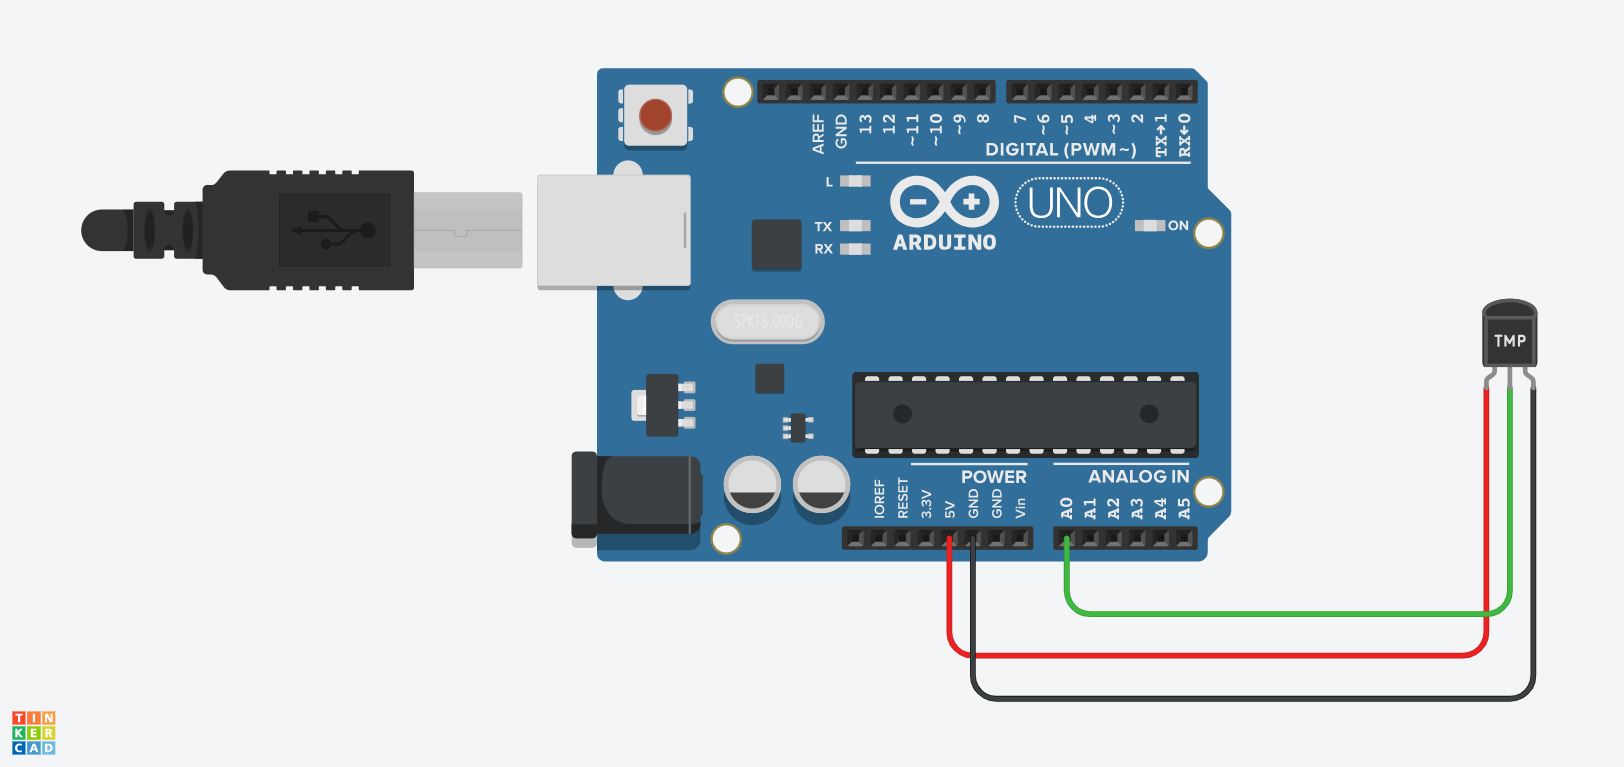 AREF
GND
13
12
~11
~10
~9
8
7
~6
~5
4
~3
2
TX→1
RX←0
DIGITAL (PWM ~)
L
TX
RX
ARDUINO
UNO
ON
SPK16.000G
TMP
POWER
ANALOG IN
IOREF
RESET
3.3V
5V
GND
GND
Vin
A0
A1
A2
A3
A4
A5
TIN
KER
CAD